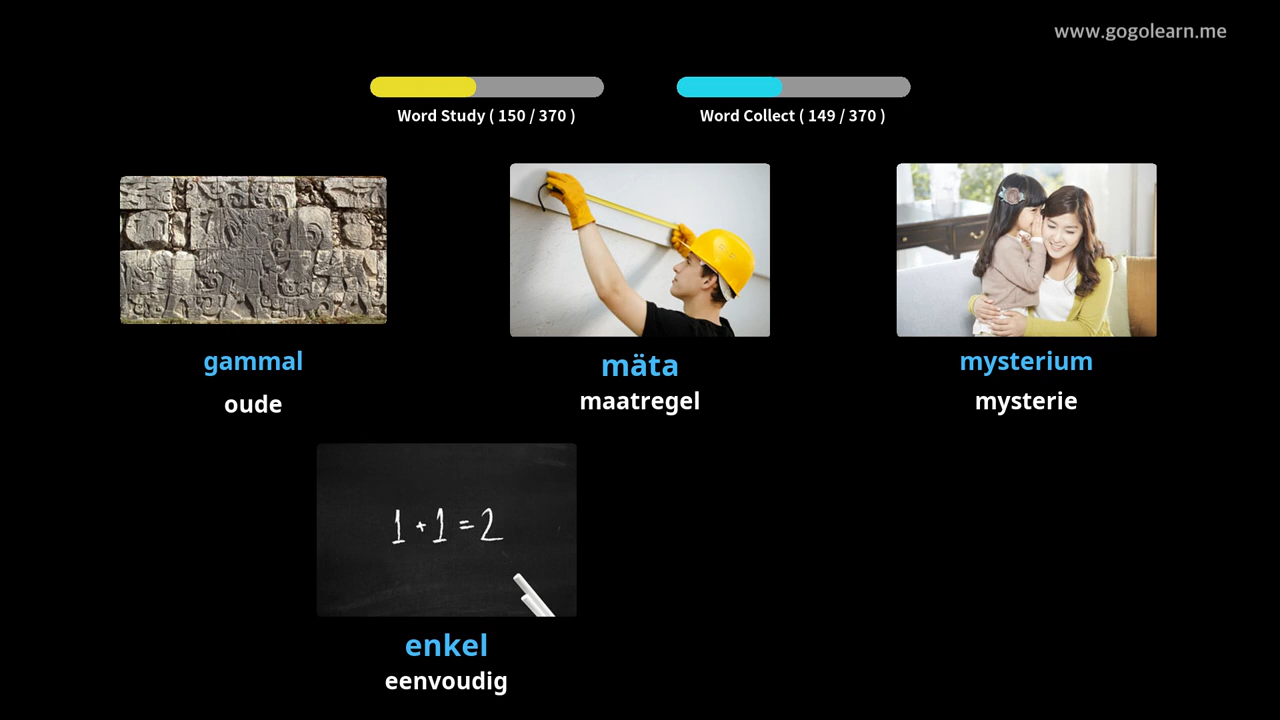 www.gogolearn.me
Word Study ( 150 / 370 )
Word Collect ( 149 / 370 )
gammal
oude
mäta
maatregel
mysterium
mysterie
1 + 1 = 2
enkel
eenvoudig